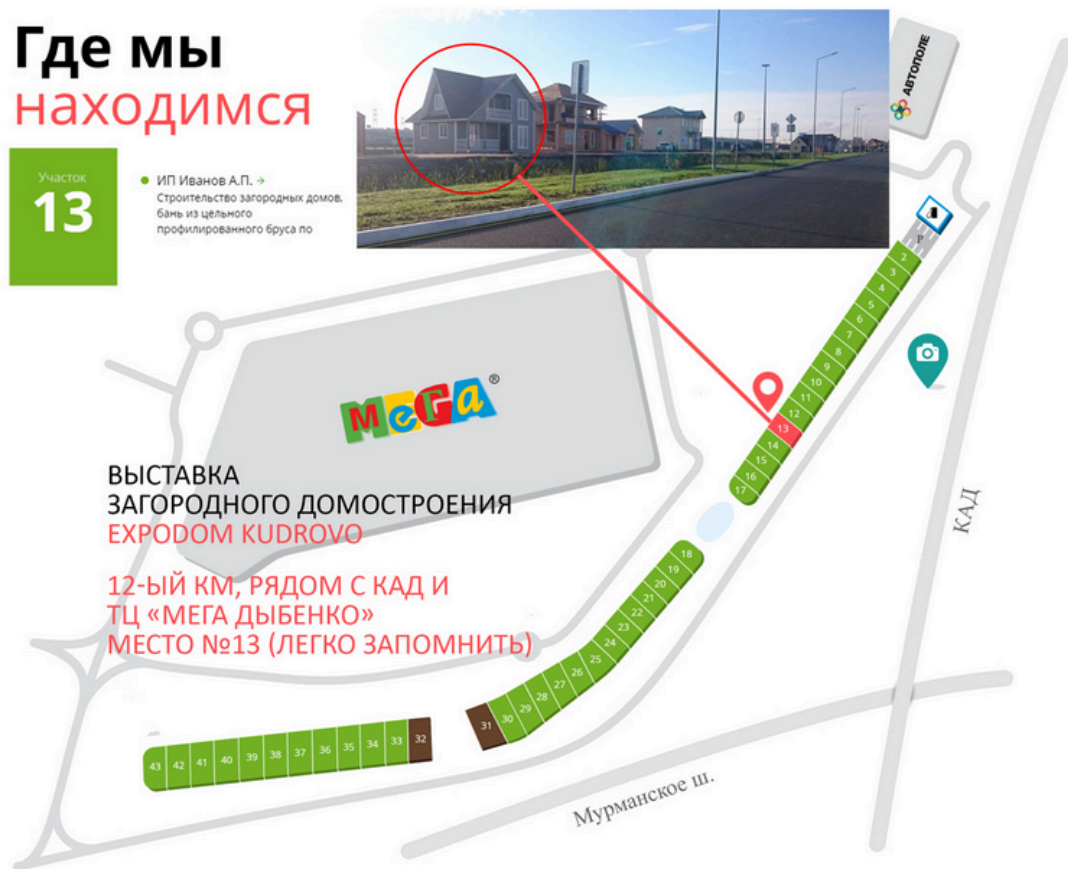 Где мы
находимся
Участок
13
ИП Иванов А.П. →
Строительство загородных домов.
бань из цельного
профилированного бруса по
АВТОПОЛЕ
P
2
3
4
5
6
7
8
9
10
11
12
13
14
15
16
17
МеГа ®
ВЫСТАВКА
ЗАГОРОДНОГО ДОМОСТРОЕНИЯ
EXPODOM KUDROVO
12-ЫЙ КМ, РЯДОМ С КАД И
ТЦ «МЕГА ДЫБЕНКО»
МЕСТО №13 (ЛЕГКО ЗАПОМНИТЬ)
КАД
18
19
20
21
22
23
24
25
26
27
28
29
30
31
32
33
34
35
36
37
38
39
40
41
42
43
Мурманское ш.